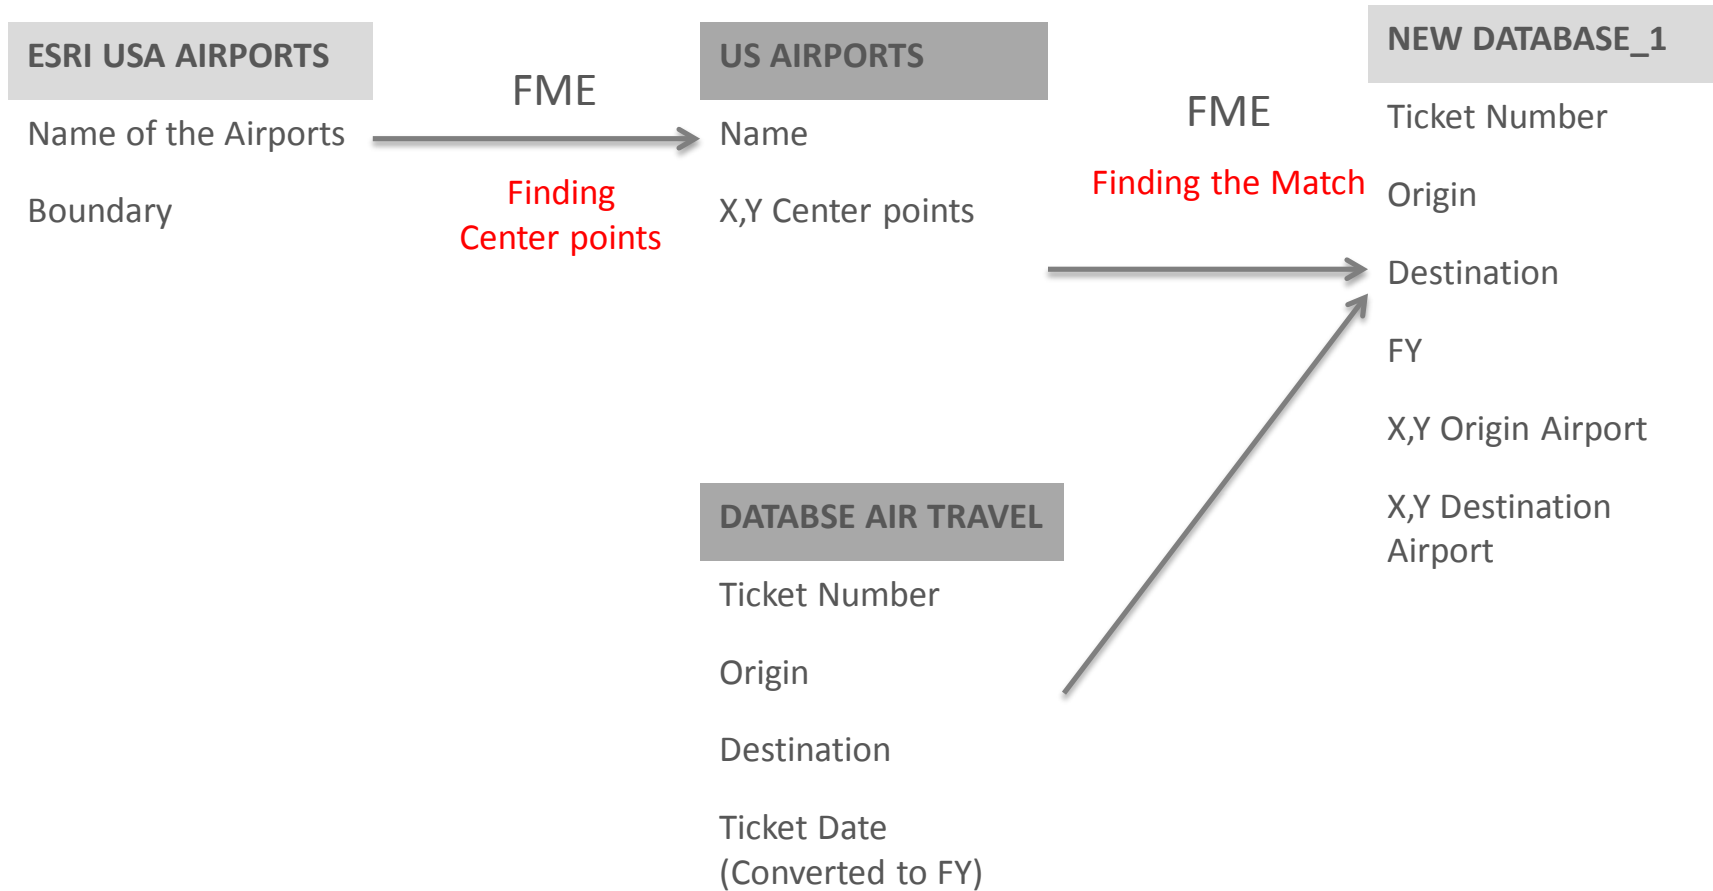 ESRI USA AIRPORTS
Name of the Airports
Boundary
FME
Finding
Center points
US AIRPORTS
Name
X,Y Center points
FME
Finding the Match
DATABSE AIR TRAVEL
Ticket Number
Origin
Destination
Ticket Date
(Converted to FY)
NEW DATABASE_1
Ticket Number
Origin
Destination
FY
X,Y Origin Airport
X,Y Destination
Airport